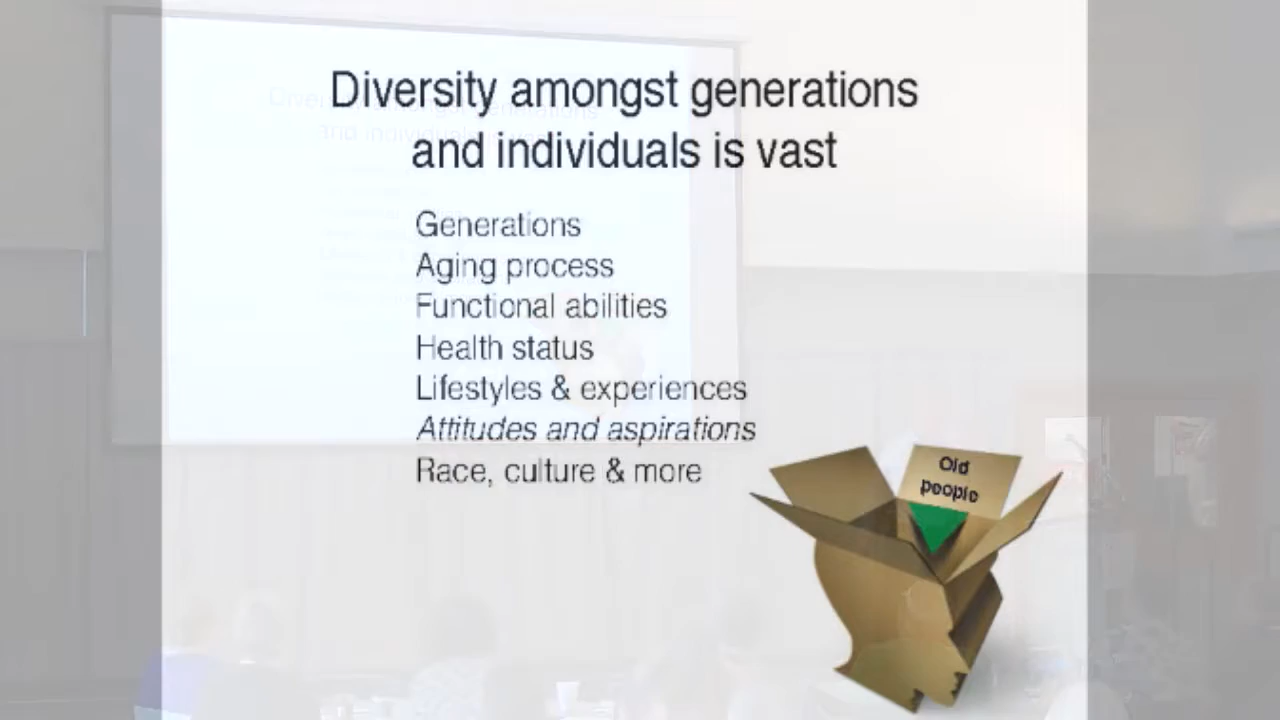 Diversity amongst generations
and individuals is vast
Generations
Aging process
Functional abilities
Health status
Lifestyles & experiences
Attitudes and aspirations
Race, culture & more
Old
people